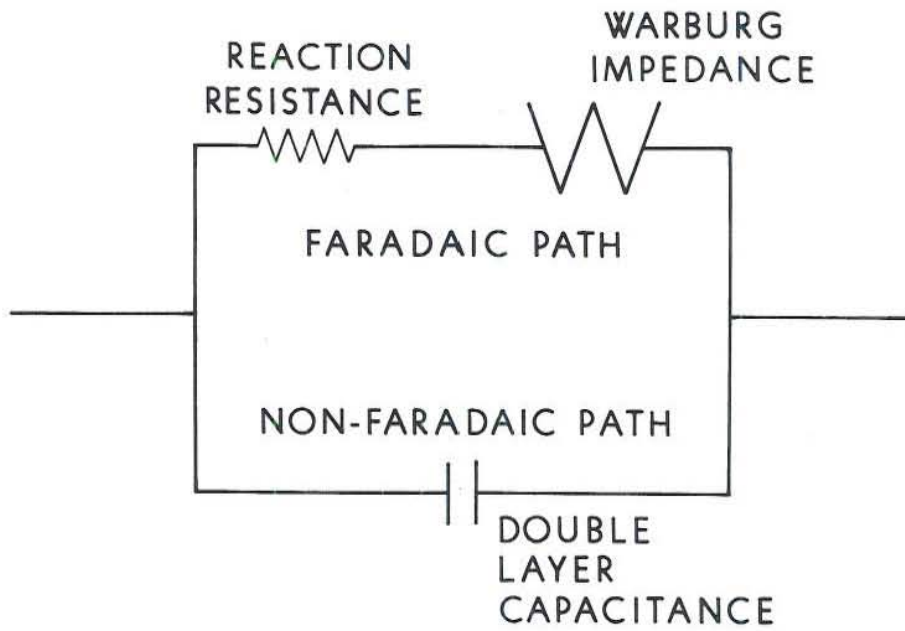 REACTION
RESISTANCE
WARBURG
IMPEDANCE
FARADAIC PATH
NON-FARADAIC PATH
DOUBLE
LAYER
CAPACITANCE